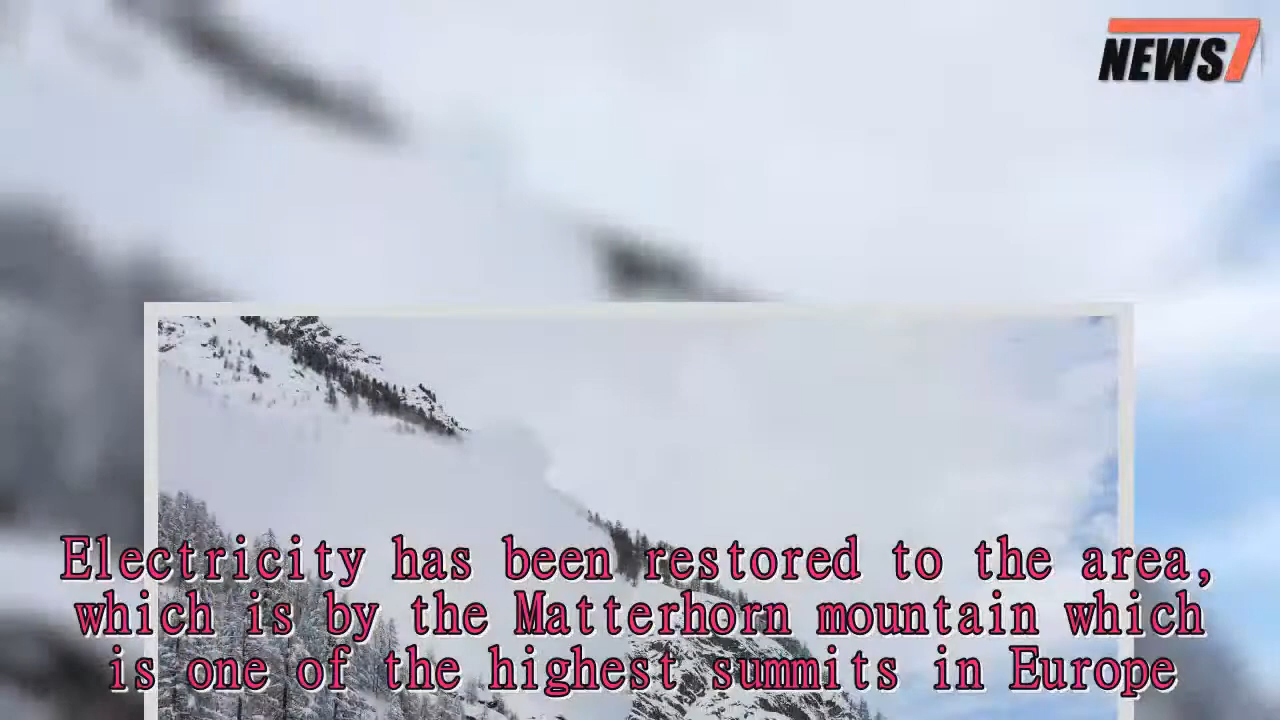 NEWS7
Electricity has been restored to the area,
which is by the Matterhorn mountain which
is one of the highest summits in Europe